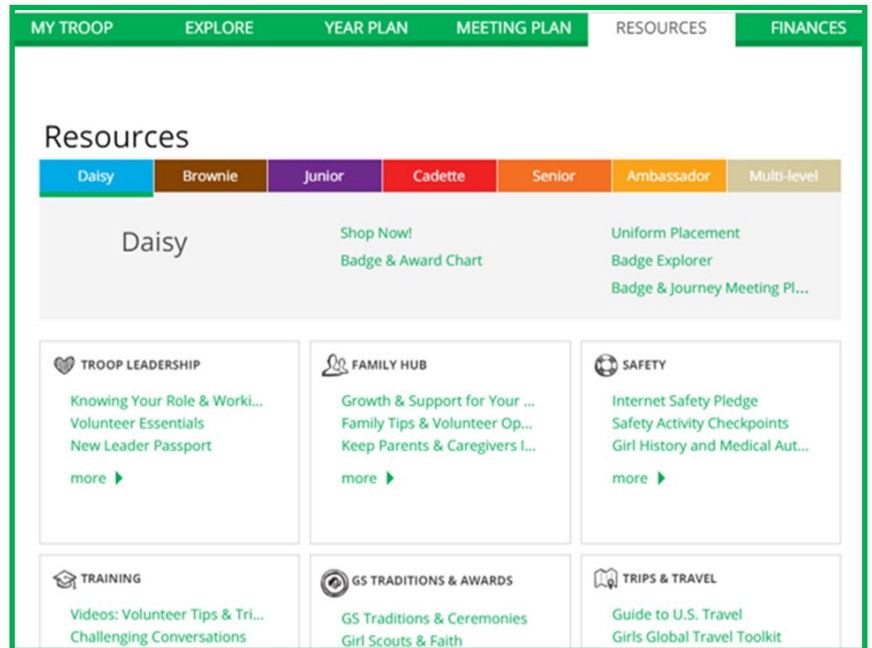 MY TROOP EXPLORE YEAR PLAN MEETING PLAN RESOURCES FINANCES
Resources
Daisy Brownie Junior Cadette Senior Ambassador Multi-level
Daisy
Shop Now!
Badge & Award Chart
Uniform Placement
Badge Explorer
Badge & Journey Meeting Pl...
TROOP LEADERSHIP
Knowing Your Role & Worki...
Volunteer Essentials
New Leader Passport
more
FAMILY HUB
Growth & Support for Your ...
Family Tips & Volunteer Op...
Keep Parents & Caregivers I...
more
SAFETY
Internet Safety Pledge
Safety Activity Checkpoints
Girl History and Medical Aut...
more
TRAINING
Videos: Volunteer Tips & Tri...
Challenging Conversations
GS TRADITIONS & AWARDS
GS Traditions & Ceremonies
Girl Scouts & Faith
TRIPS & TRAVEL
Guide to U.S. Travel
Girls Global Travel Toolkit